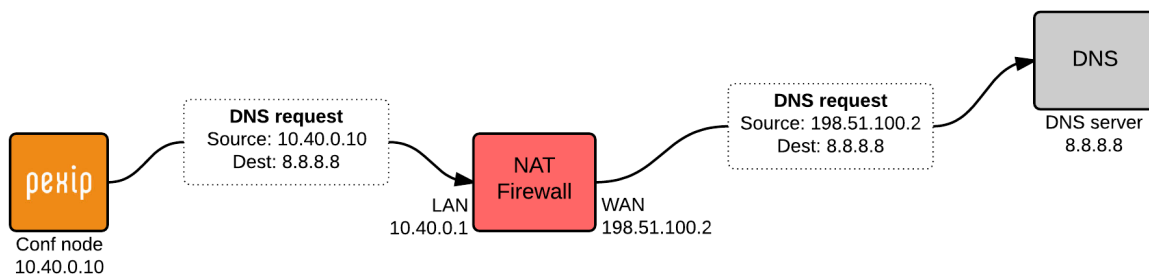 pexip
Conf node
10.40.0.10
DNS request
Source: 10.40.0.10
Dest: 8.8.8.8
LAN
10.40.0.1
NAT
Firewall
WAN
198.51.100.2
DNS request
Source: 198.51.100.2
Dest: 8.8.8.8
DNS
DNS server
8.8.8.8